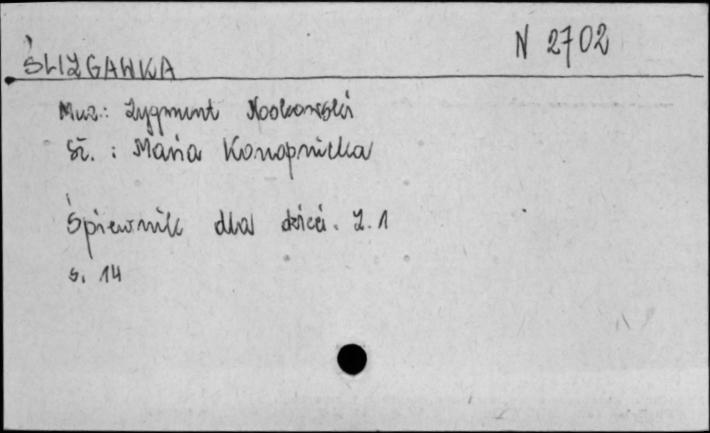 N 2702
ŚLIZGAWKA
Muz.: Zygmunt Noskowski
Sł. : Maria Konopnicka
Śpiewnik dla dzieci. Z. 1
s. 14